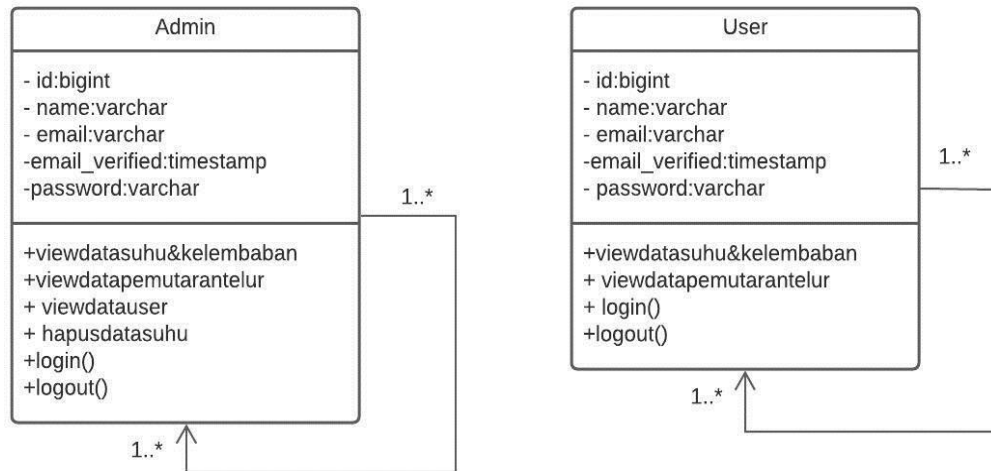 Admin
- id:bigint
- name:varchar
- email:varchar
-email_verified:timestamp
-password:varchar
1..*
+viewdatasuhu&kelembaban
+viewdatapemutarantelur
+ viewdatauser
+ hapusdatasuhu
+login()
+logout()
1..*
User
- id:bigint
- name:varchar
- email:varchar
-email_verified:timestamp
- password:varchar
1..*
+viewdatasuhu&kelembaban
+ viewdatapemutarantelur
+ login()
+logout()
1..*